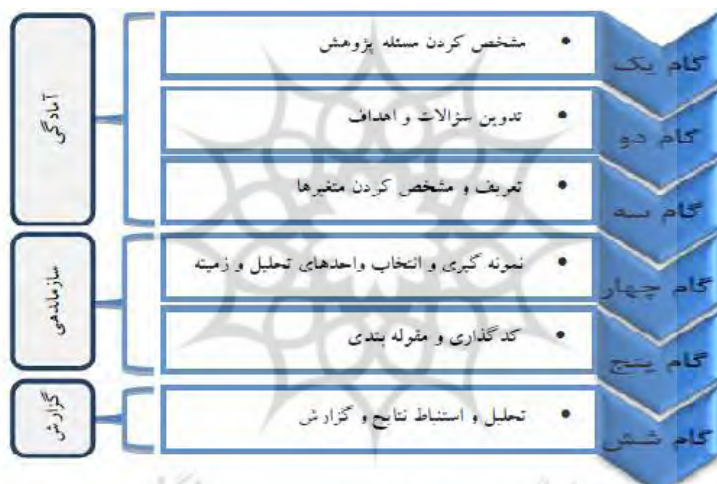 گام یک
• مشخص کردن مسئله پژوهش
گام دو
• تدوین سؤالات و اهداف
گام سه
• تعریف و مشخص کردن متغیرها
آمادگی
گام چهار
• نمونه گیری و انتخاب واحدهای تحلیل و زمینه
گام پنج
• کدگذاری و مقوله بندی
سازماندهی
گام شش
• تحلیل و استنباط نتایج و گزارش
گزارش